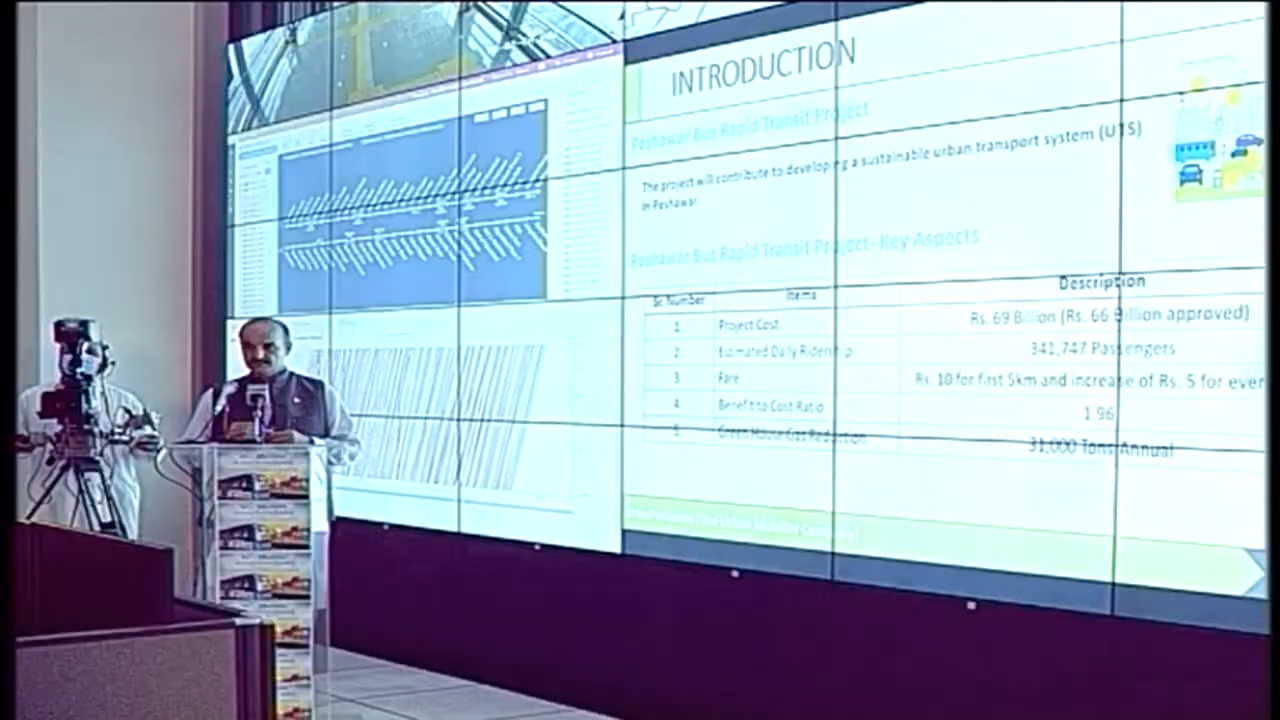 INTRODUCTION
Peshawar Bus Rapid Transit Project
The project will contribute to developing a sustainable urban transport system (UTS)
in Peshawar.
Peshawar Bus Rapid Transit Project- Key Aspects
Sr. Number Items Description
1. Project Cost Rs. 69 Billion (Rs. 66 Billion approved)
2. Estimated Daily Ridership 341,747 Passengers
3. Fare Rs. 10 for first 5km and increase of Rs. 5 for ever
4. Benefit to Cost Ratio 1.96
5. Green House Gas Reduction 31,000 Tons Annual